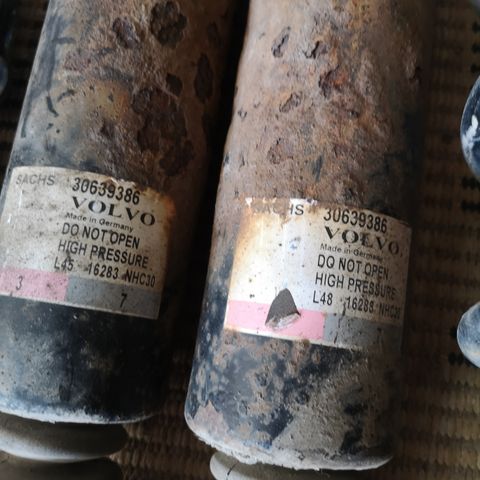 SACHS 30639386
VOLVO
Made in Germany
DO NOT OPEN
HIGH PRESSURE
L45 16283 NHC30
3 7
SACHS 30639386
VOLVO
Made in Germany
DO NOT OPEN
HIGH PRESSURE
L48 16283 NHC30